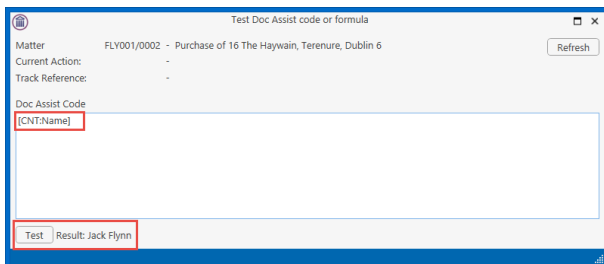 Test Doc Assist code or formula
Matter FLY001/0002 - Purchase of 16 The Haywain, Terenure, Dublin 6 Refresh
Current Action: -
Track Reference: -
Doc Assist Code
[CNT:Name]
Test Result: Jack Flynn